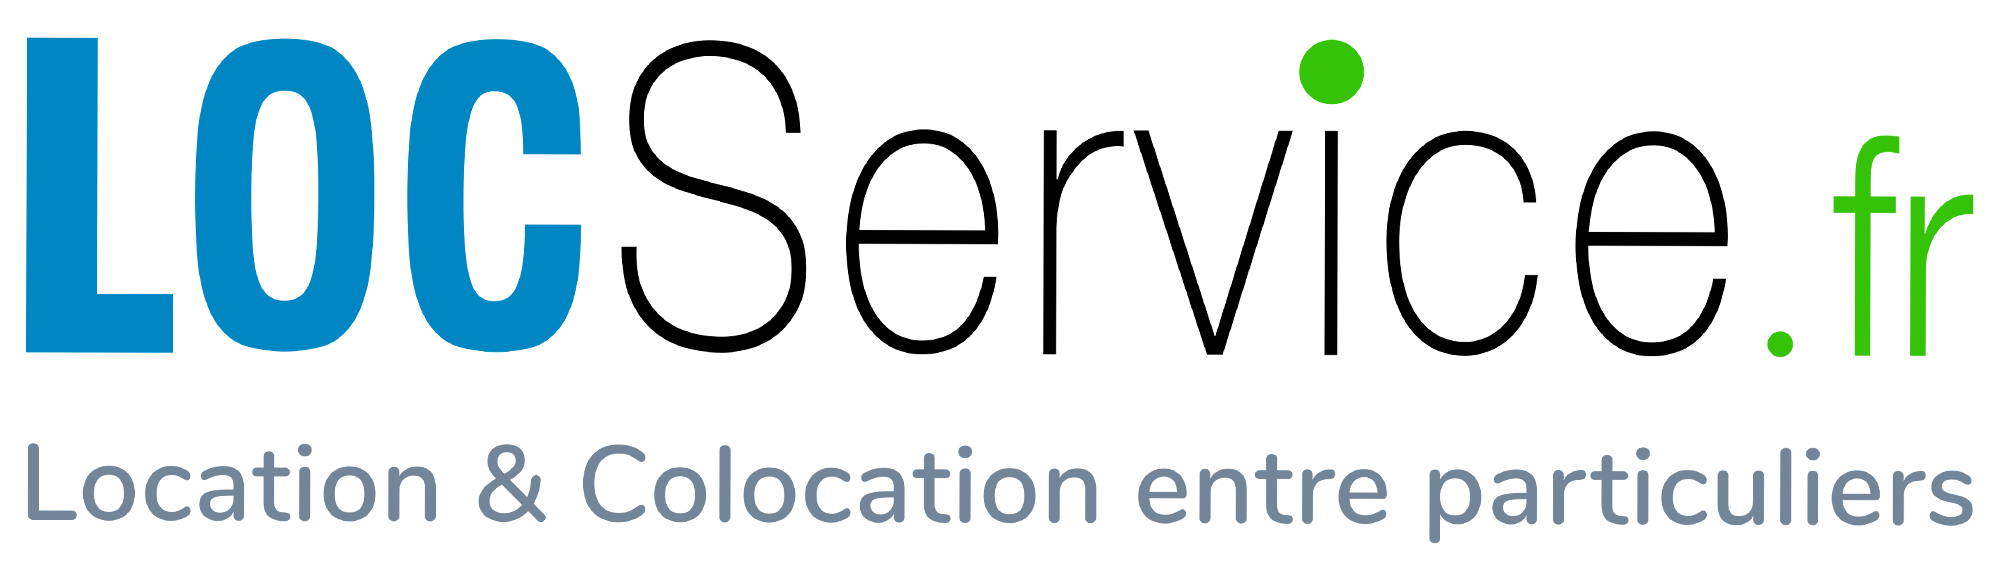 LOCService.fr
Location & Colocation entre particuliers